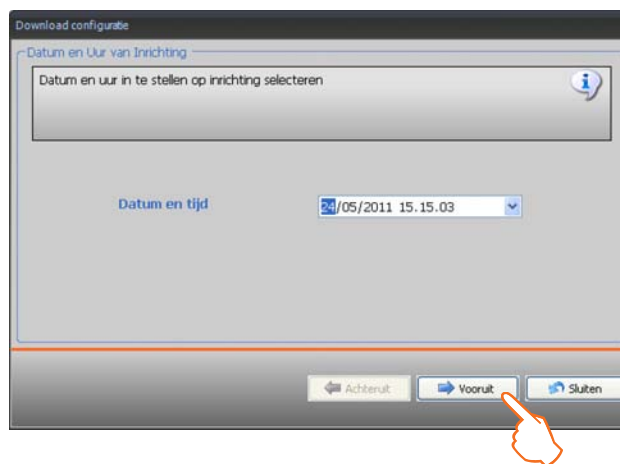 Download configuratie
Datum en Uur van Inrichting
Datum en uur in te stellen op inrichting selecteren
Datum en tijd
24/05/2011 15.15.03
Achteruit
Vooruit
Sluiten